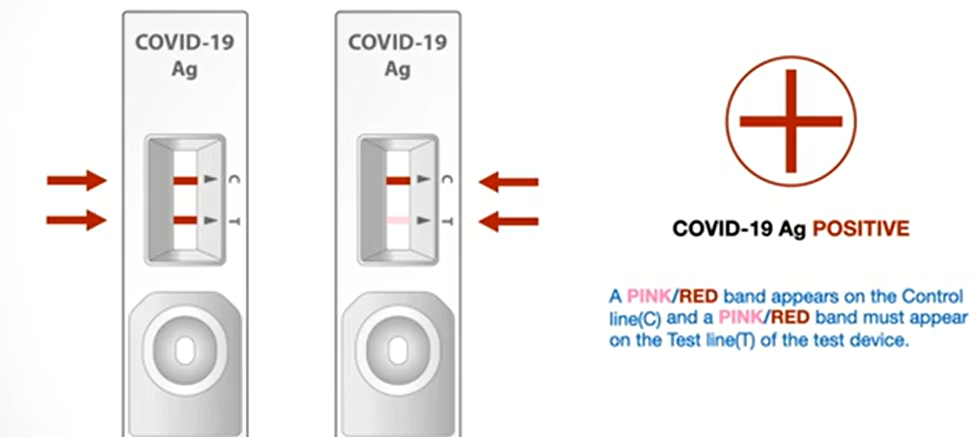 COVID-19
Ag
C
T
COVID-19
Ag
C
T
COVID-19 Ag POSITIVE
A PINK/RED band appears on the Control
line(C) and a PINK/RED band must appear
on the Test line(T) of the test device.